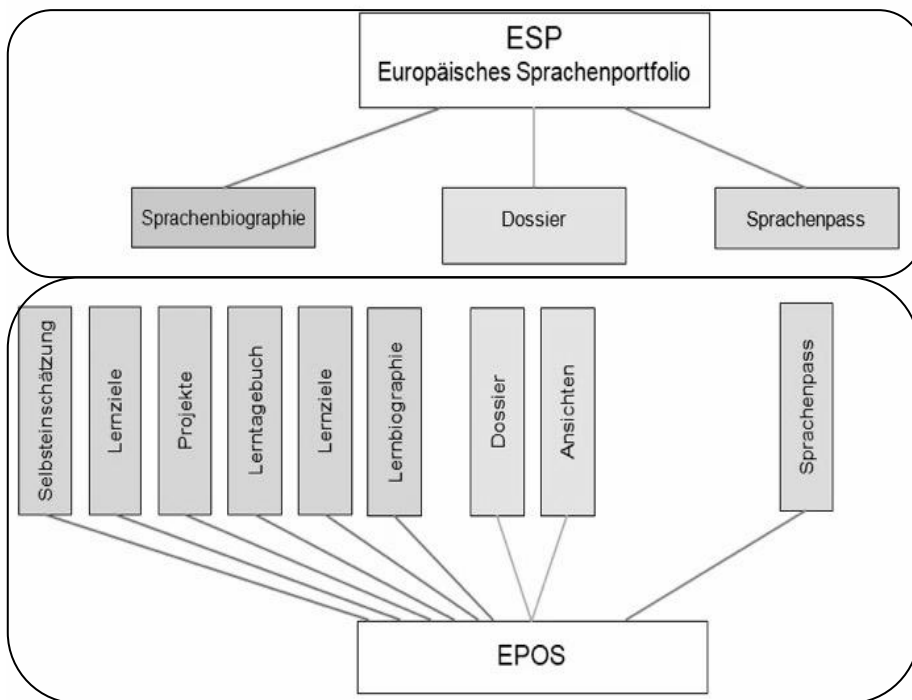 ESP
Europäisches Sprachenportfolio
Sprachenbiographie
Dossier
Sprachenpass
Selbsteinschätzung
Lernziele
Projekte
Lerntagebuch
Lernziele
Lernbiographie
Dossier
Ansichten
Sprachenpass
EPOS